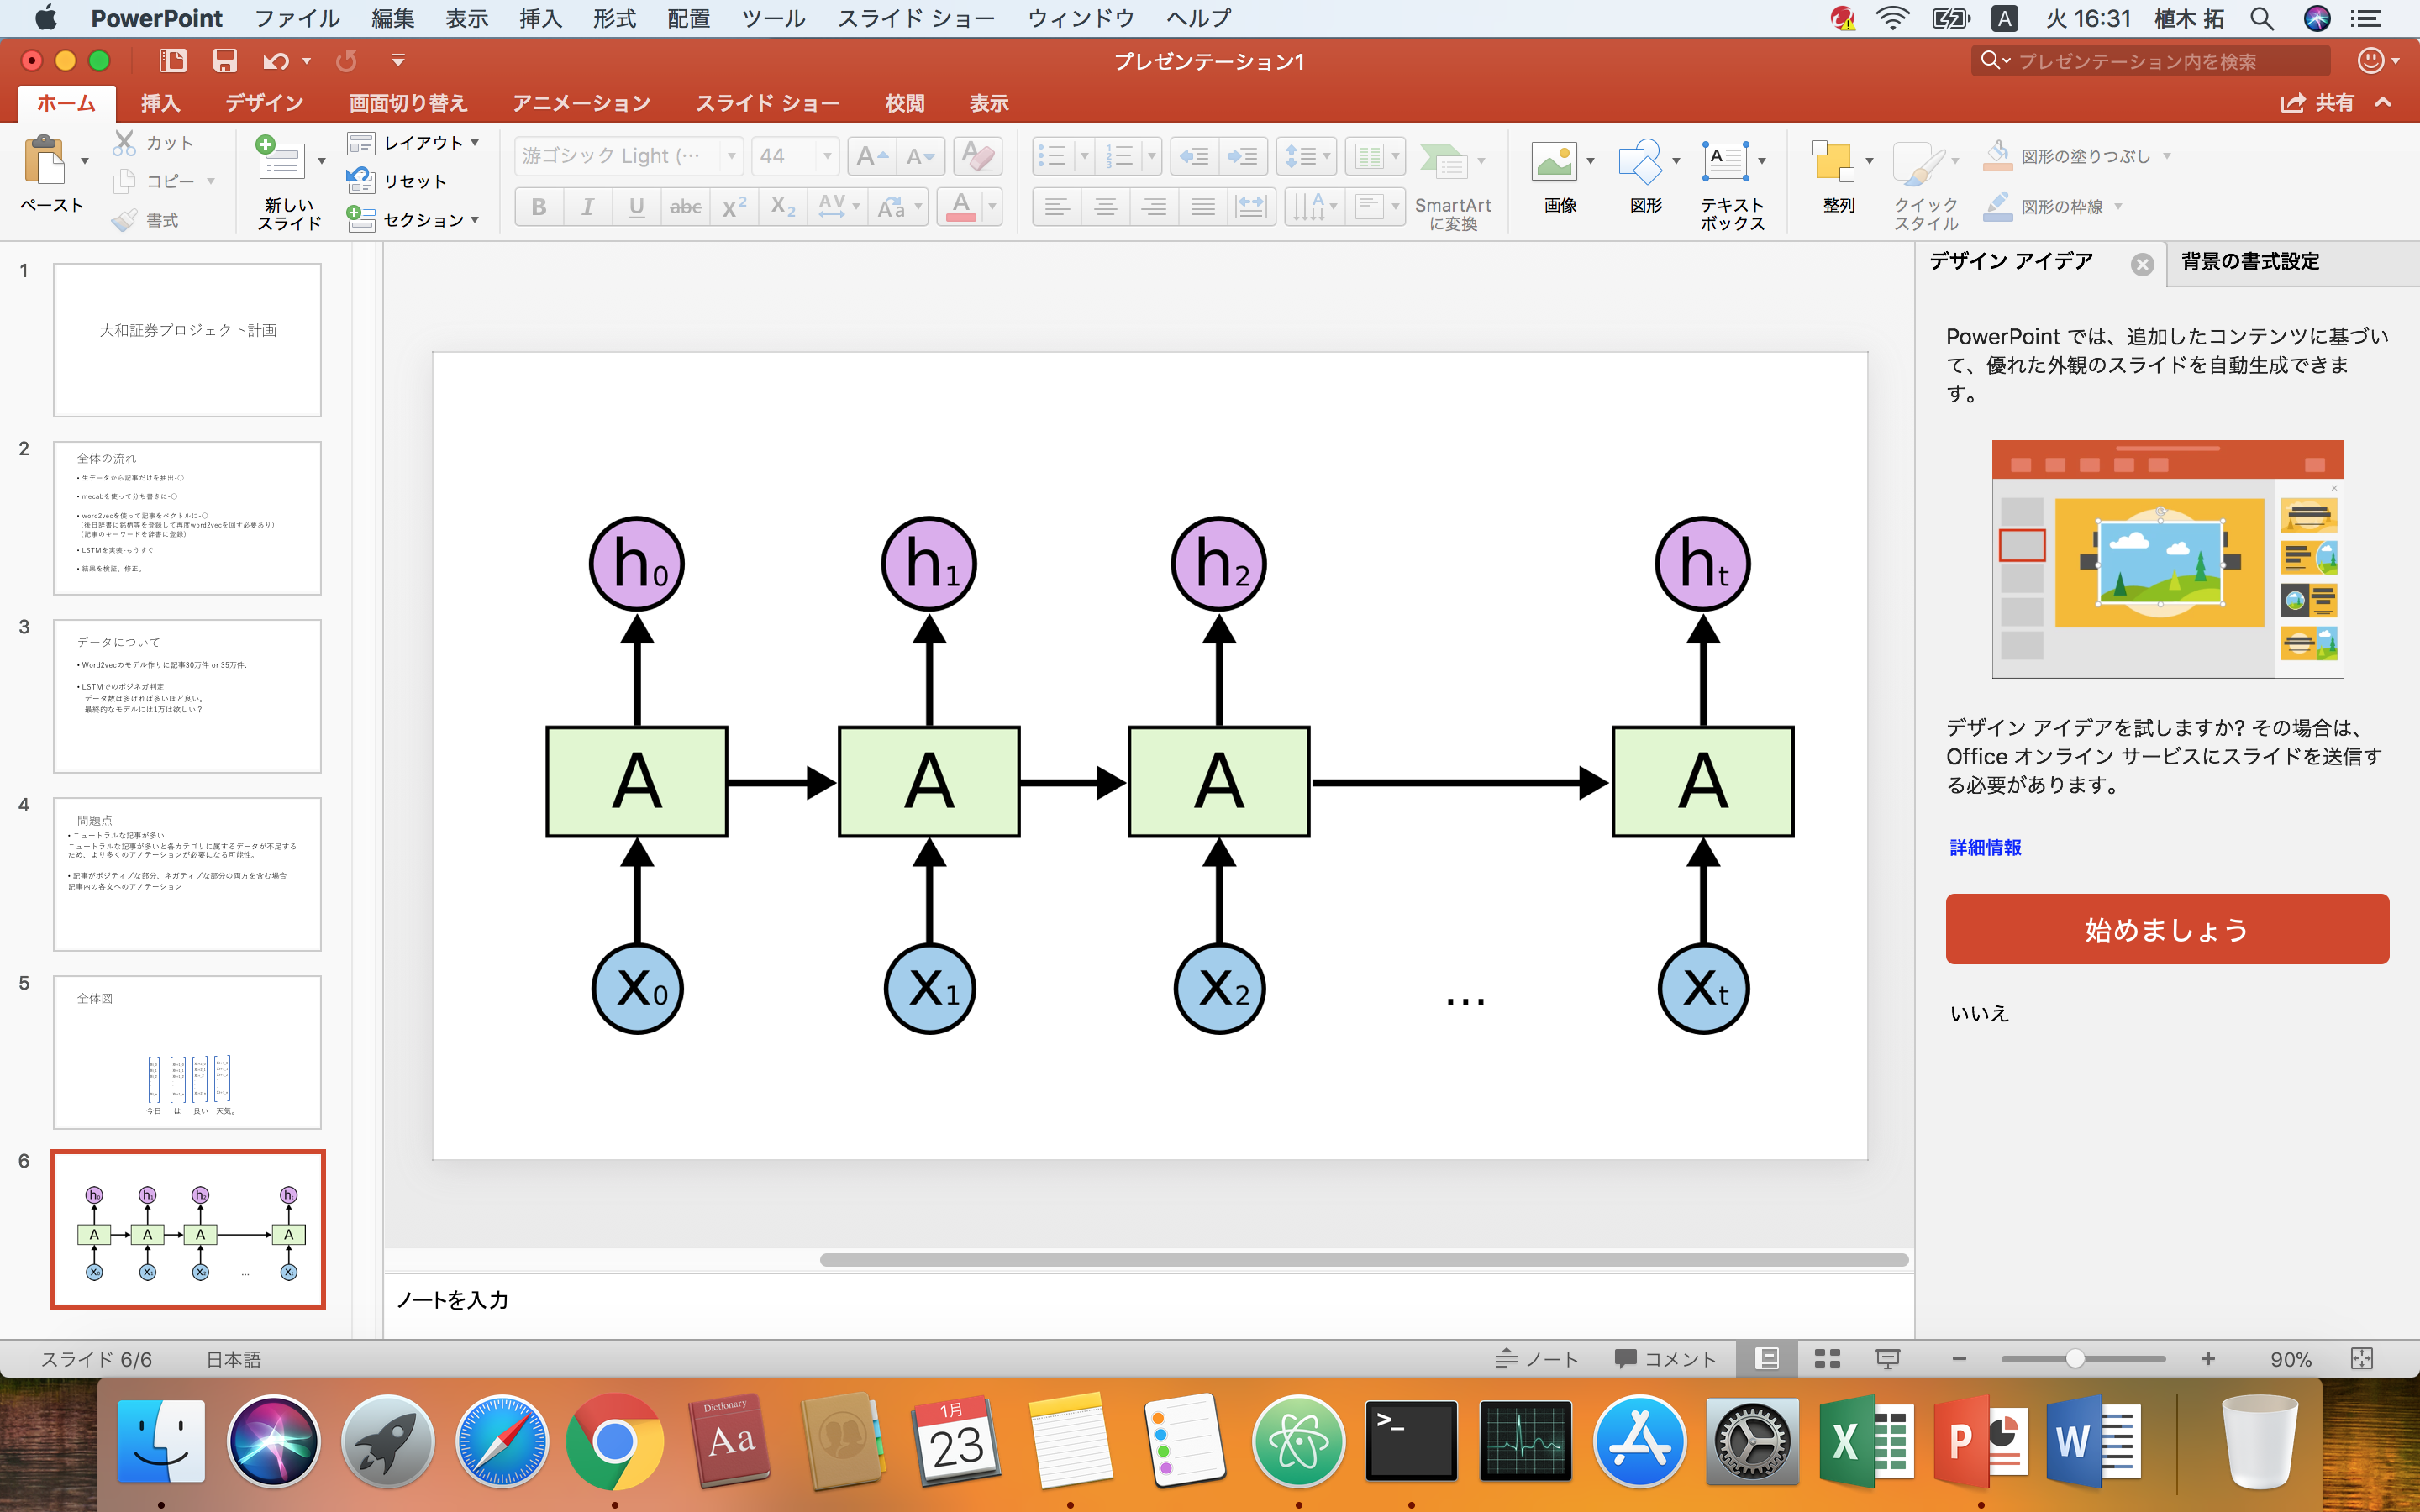 PowerPoint ファイル 編集 表示 挿入 形式 配置 ツール スライド ショー ウィンドウ ヘルプ A 火 16:31 植木 拓
プレゼンテーション1
プレゼンテーション内を検索
ホーム 挿入 デザイン 画面切り替え アニメーション スライド ショー 校閲 表示 共有
ペースト
カット
コピー
書式
新しい
スライド
レイアウト
リセット
セクション
游ゴシック Light (… 44
B I U abc X2 X2 AV Aa A
SmartArt
に変換
画像
図形
テキスト
ボックス
整列
クイック
スタイル
図形の塗りつぶし
図形の枠線
1
大和証券プロジェクト計画
2
全体の流れ
• 生データから記事だけを抽出-○
• mecabを使って分ち書きに-○
• word2vecを使って記事をベクトルに-○
（後日辞書に銘柄等を登録して再度word2vecを回す必要あり）
（記事のキーワードを辞書に登録）
• LSTMを実装-もうすぐ
• 結果を検証、修正。
3
データについて
• Word2vecのモデル作りに記事30万件 or 35万件.
• LSTMでのポジネガ判定
データ数は多ければ多いほど良い。
最終的なモデルには1万は欲しい？
4
問題点
• ニュートラルな記事が多い
ニュートラルな記事が多いと各カテゴリに属するデータが不足する
ため、より多くのアノテーションが必要になる可能性。
• 記事がポジティブな部分、ネガティブな部分の両方を含む場合
記事内の各文へのアノテーション
5
全体図
今日 は 良い 天気。
6
h0 h1 h2 ht
A A A A
x0 x1 x2 ... xt
h0 h1 h2 ht
A A A A
x0 x1 x2 ... xt
ノートを入力
デザイン アイデア
背景の書式設定
PowerPoint では、追加したコンテンツに基づい
て、優れた外観のスライドを自動生成できま
す。
デザイン アイデアを試しますか? その場合は、
Office オンライン サービスにスライドを送信す
る必要があります。
詳細情報
始めましょう
いいえ
スライド 6/6 日本語 ノート コメント 90%
Dictionary
Aa
1月
23
>_
X
P
W